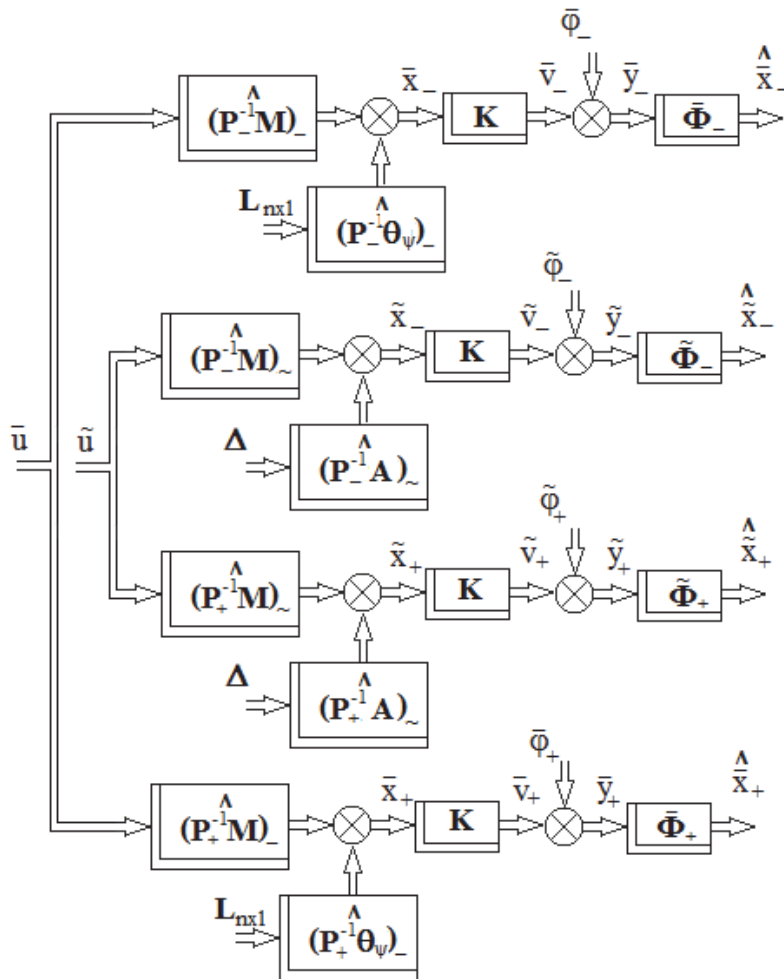 φ̄₋
x̄₋ v̄₋ ȳ₋ x̄̂₋
(P₋⁻¹M̂)₋ K Φ̄₋
L_nx1
(P₋⁻¹θ̂_ψ)₋
φ̃₋
x̃₋ ṽ₋ ỹ₋ x̃̂₋
(P₋⁻¹M̂)~ K Φ̃₋
ū ũ Δ
(P₋⁻¹Â)~
φ̃₊
x̃₊ ṽ₊ ỹ₊ x̃̂₊
(P₊⁻¹M̂)~ K Φ̃₊
Δ
(P₊⁻¹Â)~
φ̄₊
x̄₊ v̄₊ ȳ₊ x̄̂₊
(P₊⁻¹M̂)₋ K Φ̄₊
L_nx1
(P₊⁻¹θ̂_ψ)₋